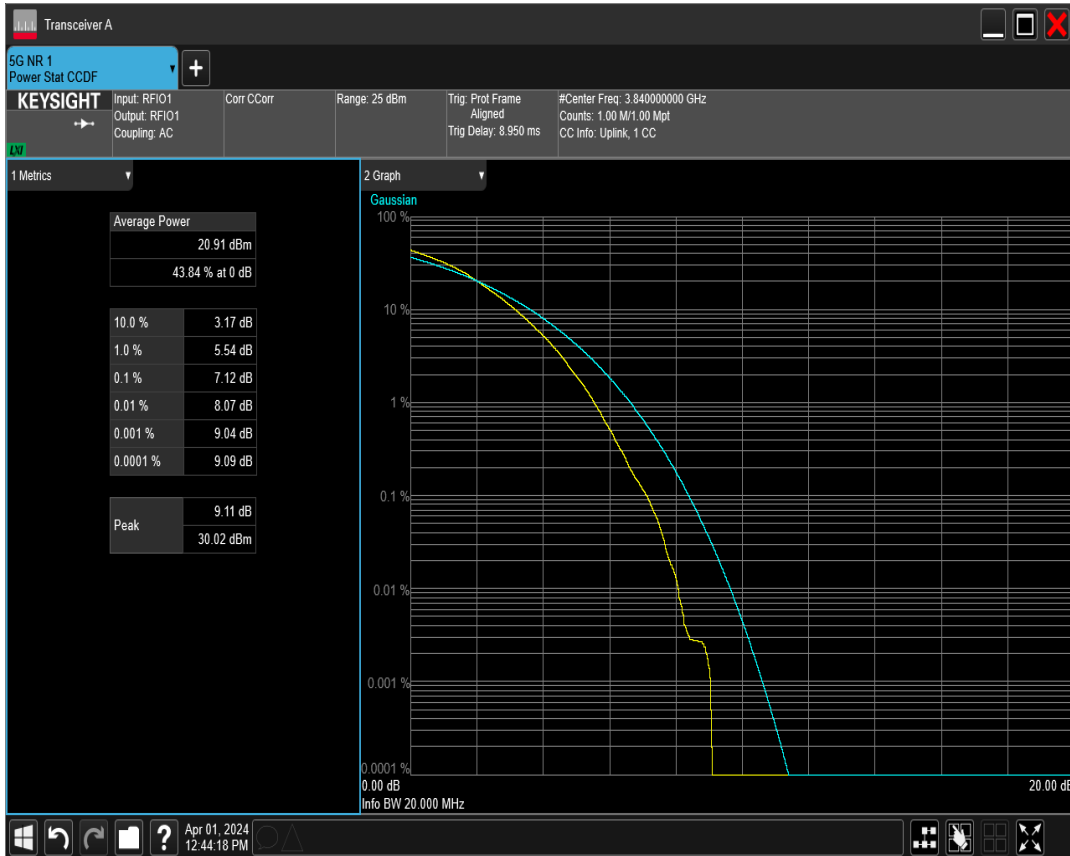 Transceiver A
5G NR 1
Power Stat CCDF
KEYSIGHT
LXI
Input: RFIO1
Output: RFIO1
Coupling: AC
Corr CCorr
Range: 25 dBm
Trig: Prot Frame
Aligned
Trig Delay: 8.950 ms
#Center Freq: 3.840000000 GHz
Counts: 1.00 M/1.00 Mpt
CC Info: Uplink, 1 CC
1 Metrics
Average Power
20.91 dBm
43.84 % at 0 dB
10.0 % 3.17 dB
1.0 % 5.54 dB
0.1 % 7.12 dB
0.01 % 8.07 dB
0.001 % 9.04 dB
0.0001 % 9.09 dB
Peak 9.11 dB
30.02 dBm
2 Graph
Gaussian
100 %
10 %
1 %
0.1 %
0.01 %
0.001 %
0.0001 %
0.00 dB 20.00 dB
Info BW 20.000 MHz
?
Apr 01, 2024
12:44:18 PM